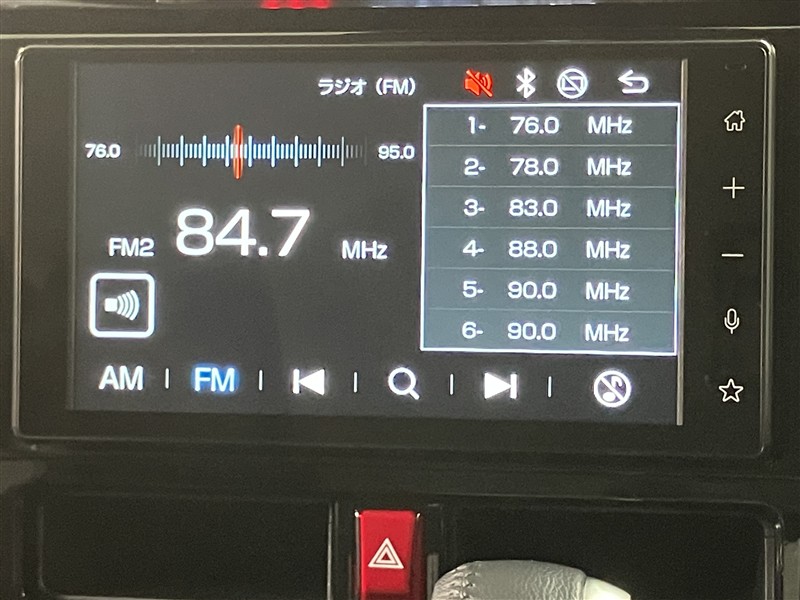 ラジオ (FM)
76.0
95.0
FM2 84.7 MHz
1- 76.0 MHz
2- 78.0 MHz
3- 83.0 MHz
4- 88.0 MHz
5- 90.0 MHz
6- 90.0 MHz
AM FM